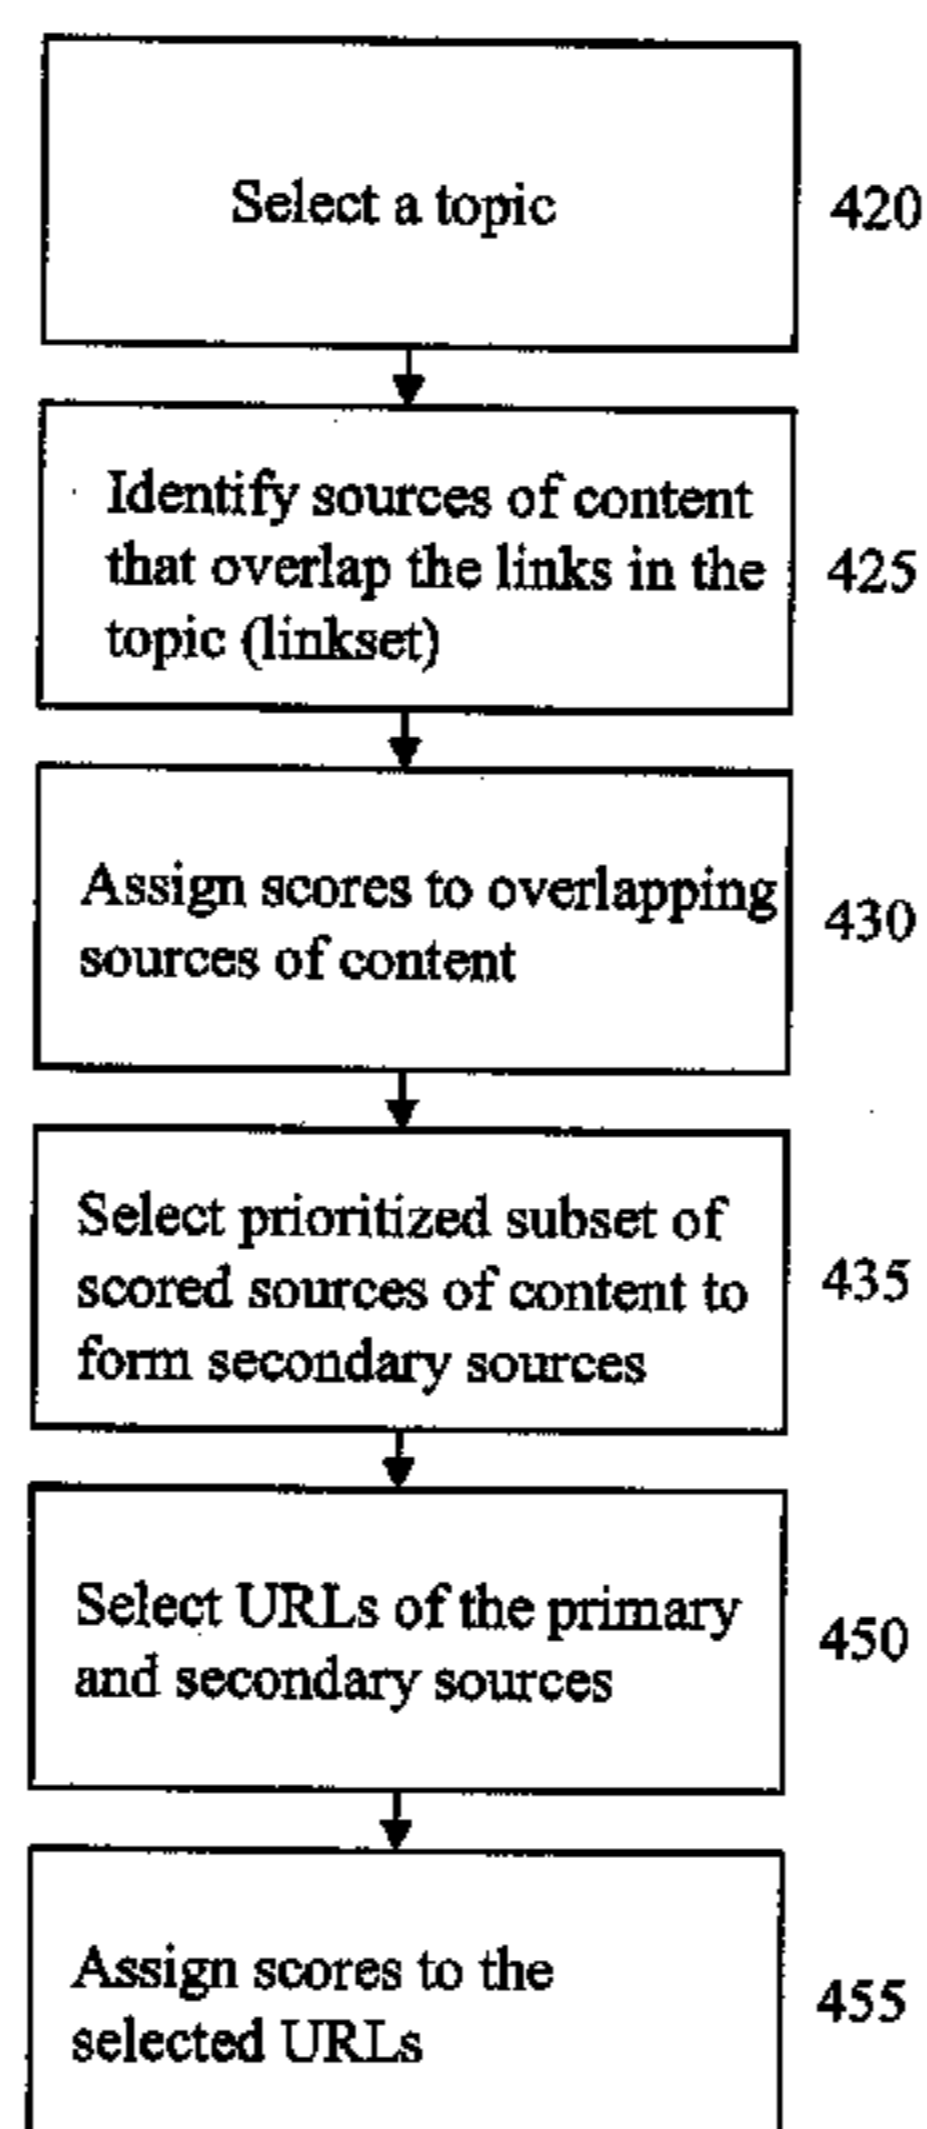 Select a topic
420
Identify sources of content
that overlap the links in the
topic (linkset)
425
Assign scores to overlapping
sources of content
430
Select prioritized subset of
scored sources of content to
form secondary sources
435
Select URLs of the primary
and secondary sources
450
Assign scores to the
selected URLs
455